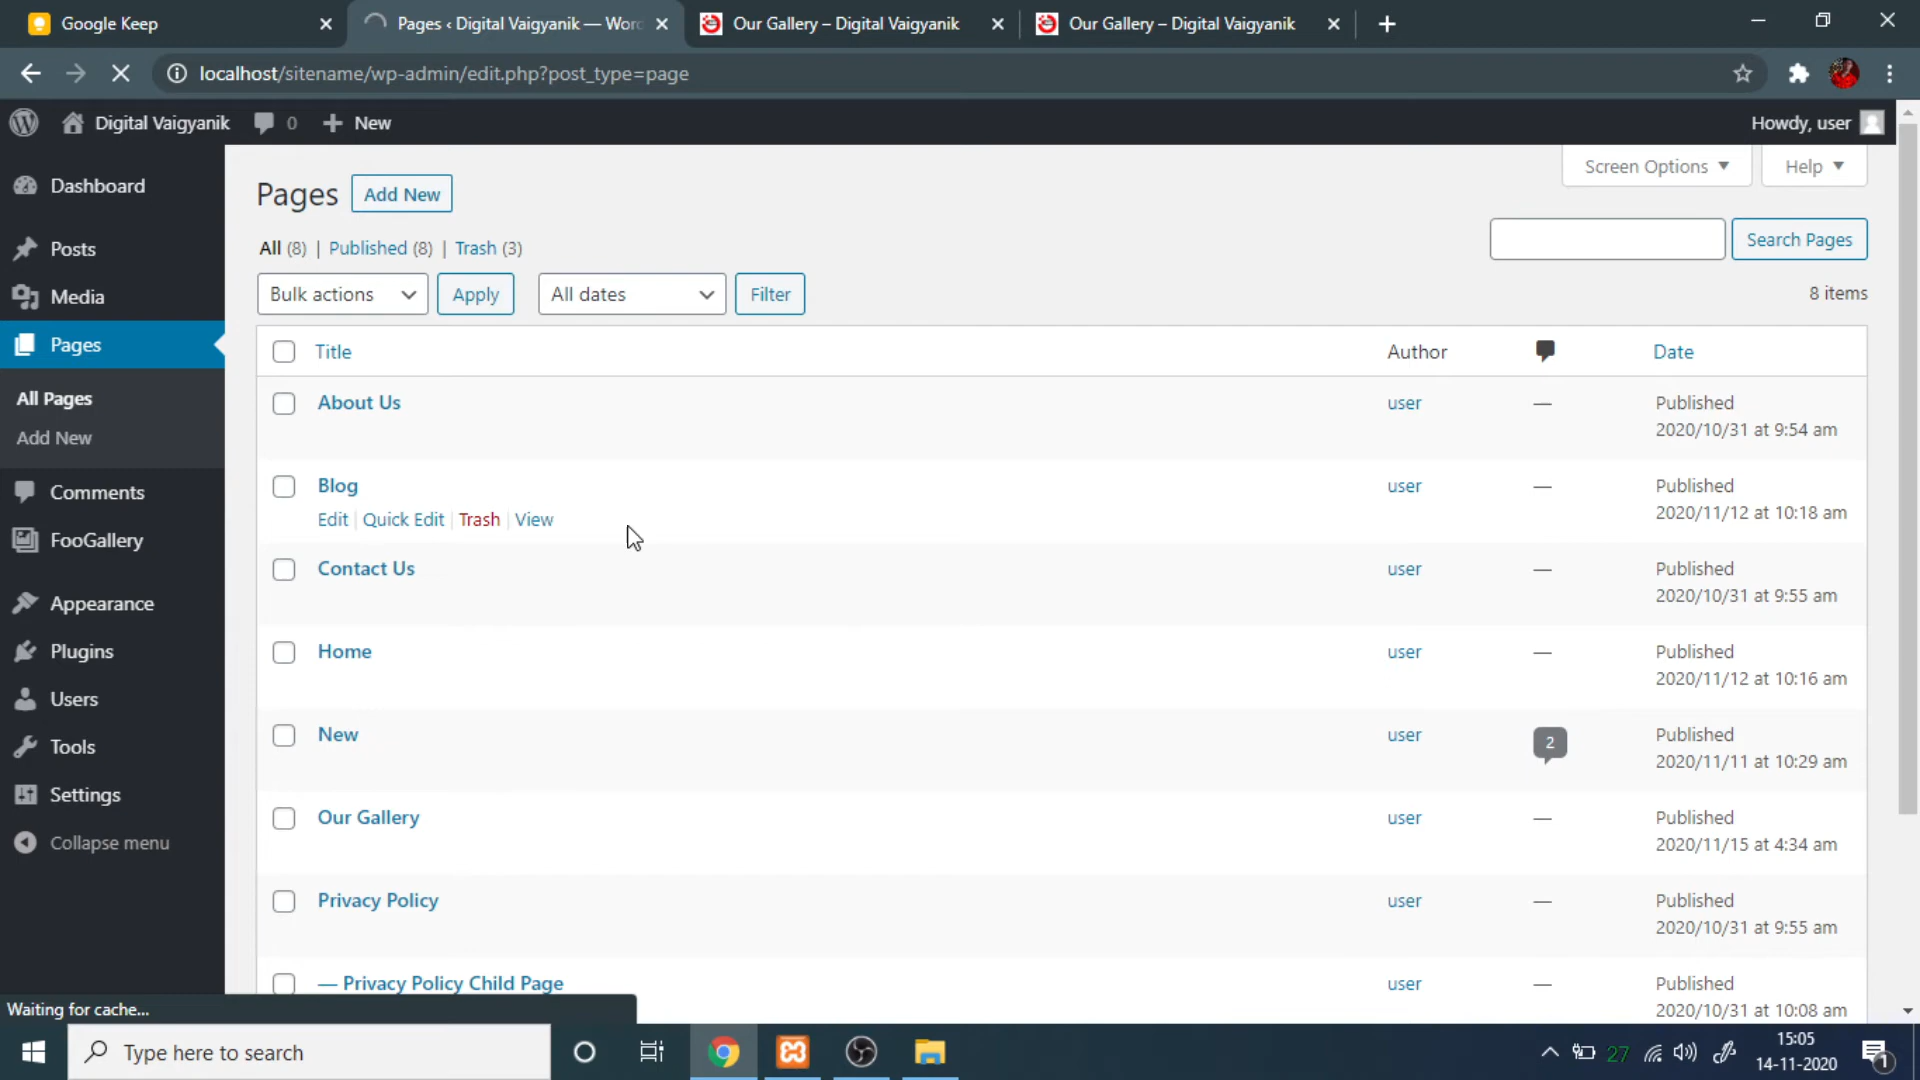 Google Keep
Pages ‹ Digital Vaigyanik — Word
Our Gallery – Digital Vaigyanik
Our Gallery – Digital Vaigyanik
localhost/sitename/wp-admin/edit.php?post_type=page
Digital Vaigyanik
0
New
Howdy, user
Dashboard
Posts
Media
Pages
All Pages
Add New
Comments
FooGallery
Appearance
Plugins
Users
Tools
Settings
Collapse menu
Screen Options
Help
Pages Add New
All (8) | Published (8) | Trash (3)
Search Pages
Bulk actions
Apply
All dates
Filter
8 items
Title Author Date
About Us user — Published
2020/10/31 at 9:54 am
Blog user — Published
2020/11/12 at 10:18 am
Edit | Quick Edit | Trash | View
Contact Us user — Published
2020/10/31 at 9:55 am
Home user — Published
2020/11/12 at 10:16 am
New user 2 Published
2020/11/11 at 10:29 am
Our Gallery user — Published
2020/11/15 at 4:34 am
Privacy Policy user — Published
2020/10/31 at 9:55 am
— Privacy Policy Child Page user — Published
2020/10/31 at 10:08 am
Waiting for cache...
Type here to search
27
15:05
14-11-2020
1